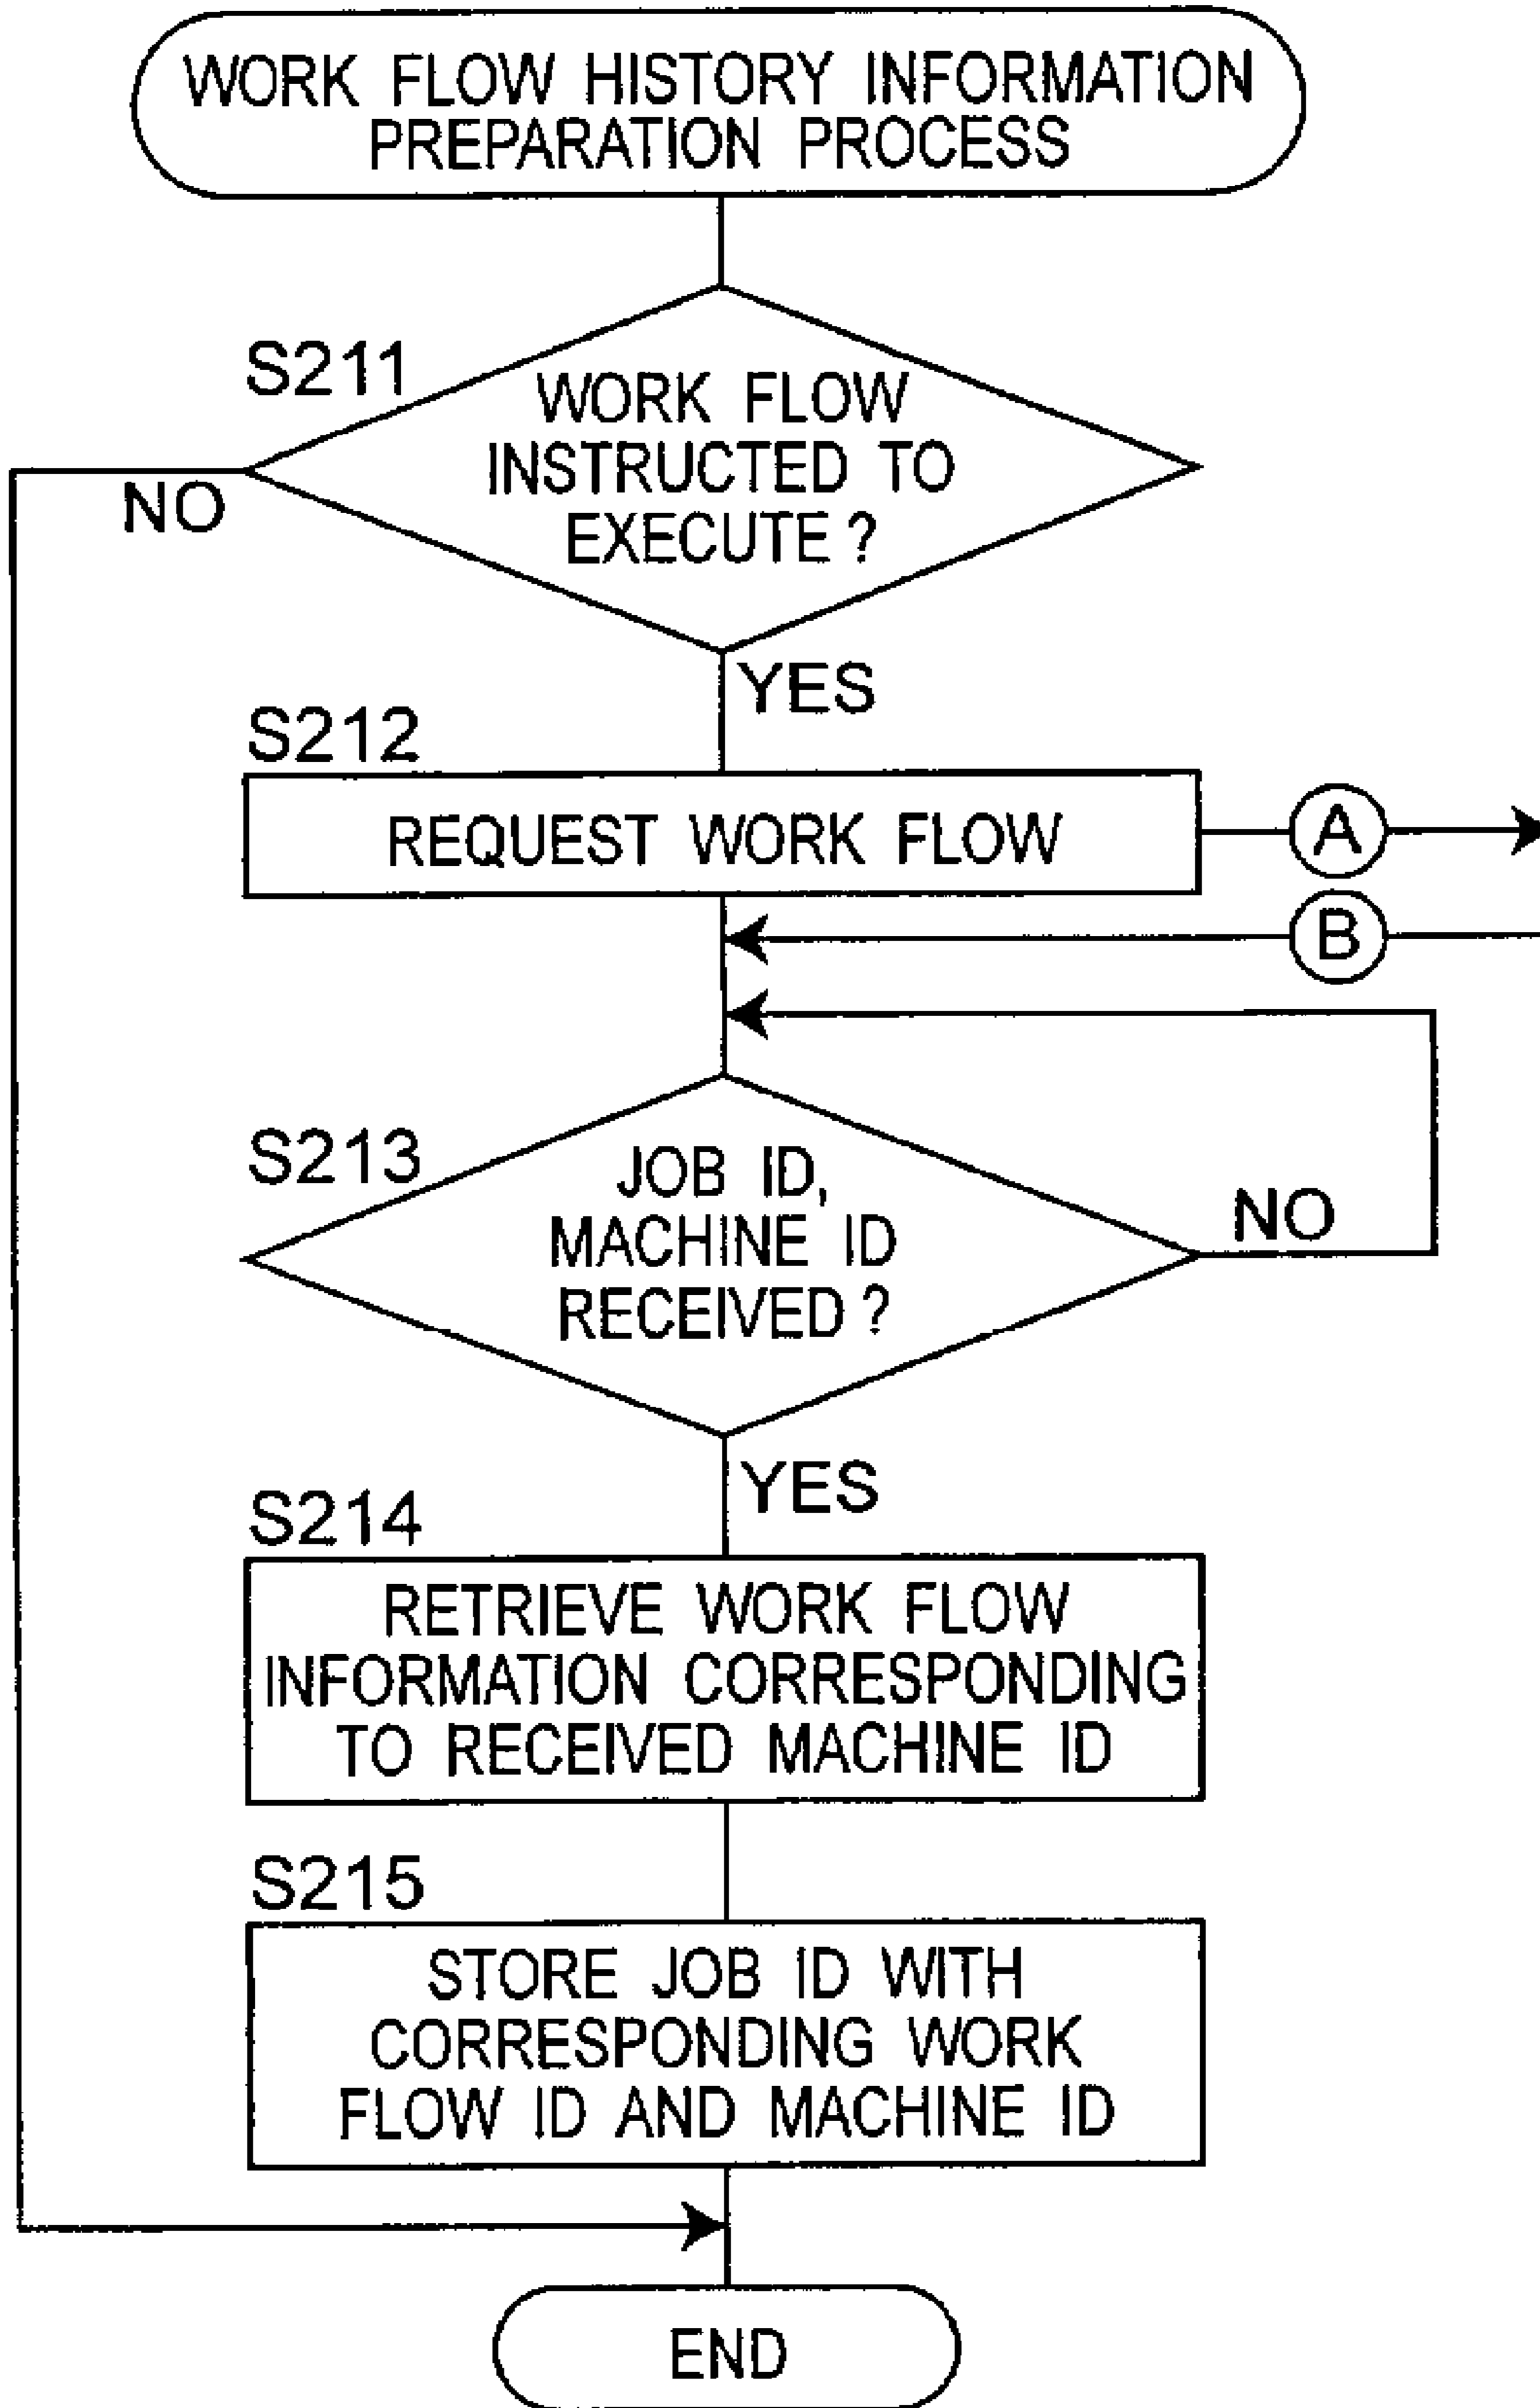 WORK FLOW HISTORY INFORMATION
PREPARATION PROCESS
S211
WORK FLOW
INSTRUCTED TO
EXECUTE ?
NO
YES
S212
REQUEST WORK FLOW
A
B
S213
JOB ID,
MACHINE ID
RECEIVED ?
NO
YES
S214
RETRIEVE WORK FLOW
INFORMATION CORRESPONDING
TO RECEIVED MACHINE ID
S215
STORE JOB ID WITH
CORRESPONDING WORK
FLOW ID AND MACHINE ID
END